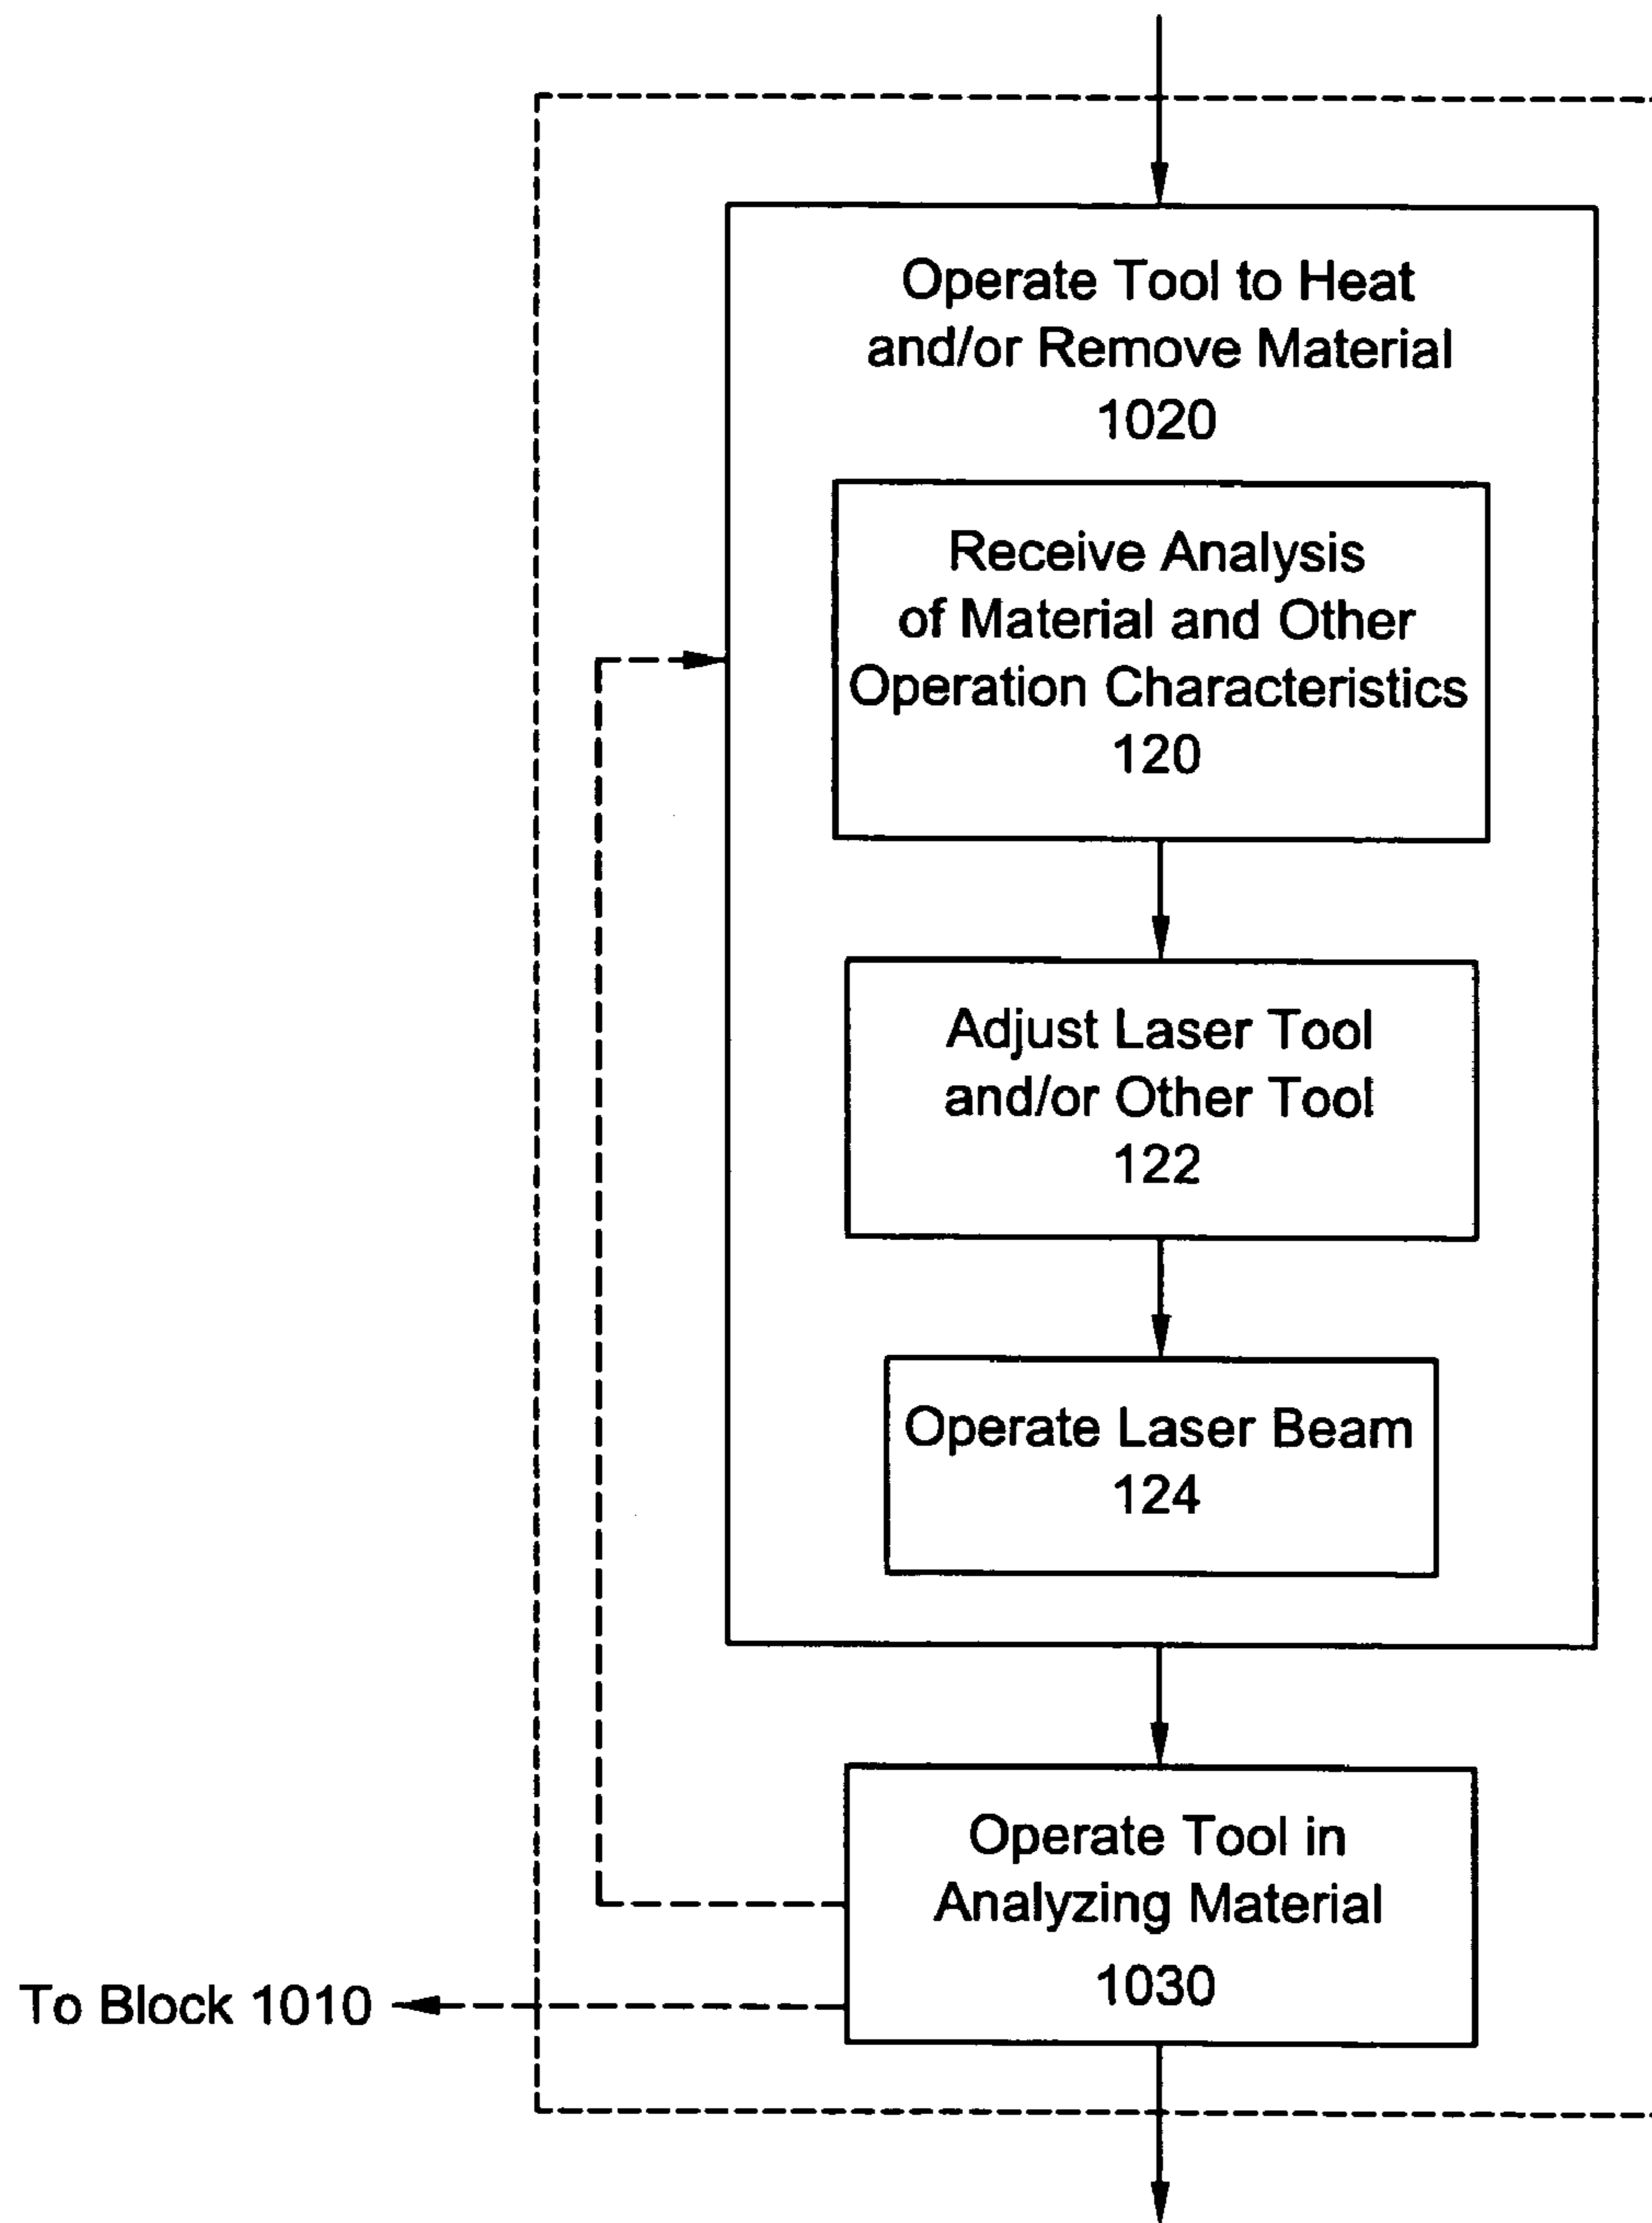 Operate Tool to Heat
and/or Remove Material
1020
Receive Analysis
of Material and Other
Operation Characteristics
120
Adjust Laser Tool
and/or Other Tool
122
Operate Laser Beam
124
Operate Tool in
Analyzing Material
1030
To Block 1010